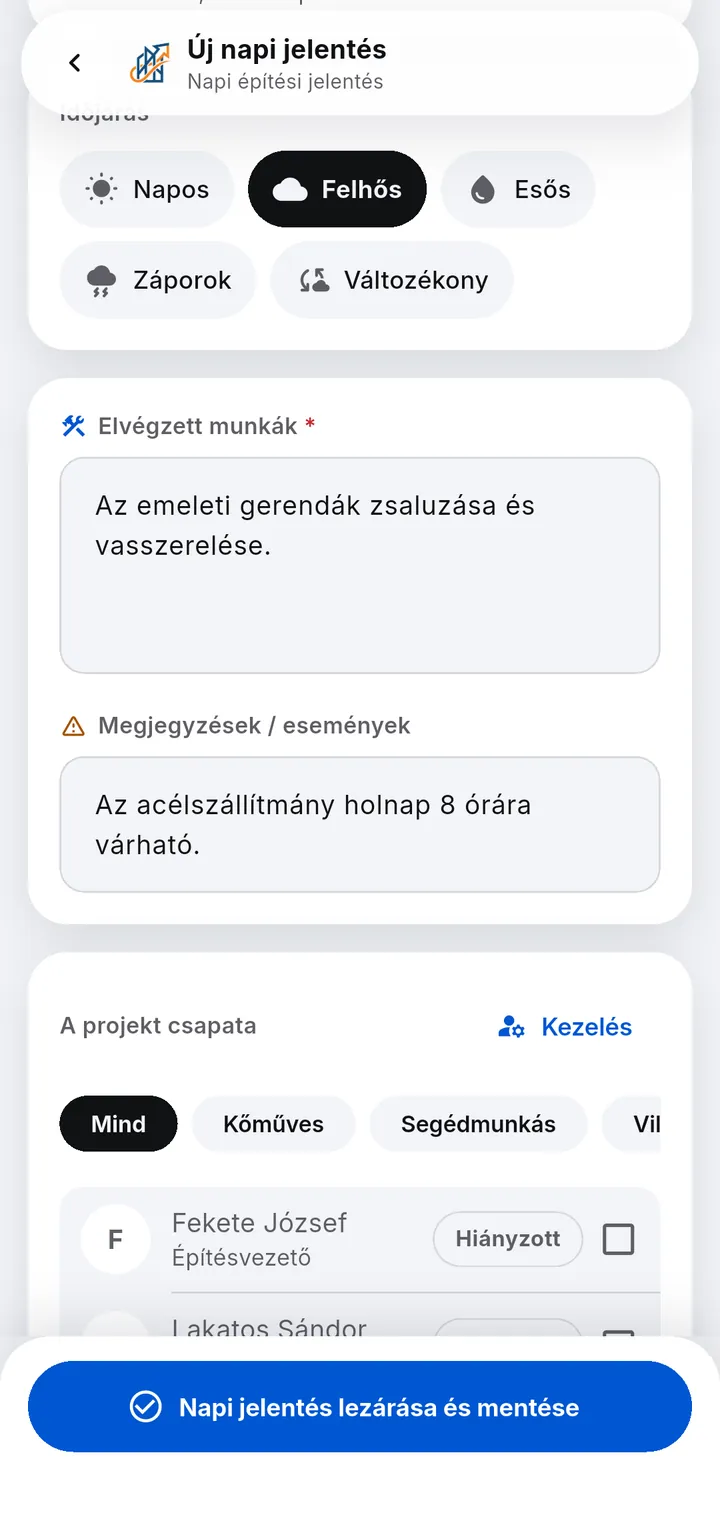 Új napi jelentés
Napi építési jelentés
Időjárás
Napos
Felhős
Esős
Záporok
Változékony
Elvégzett munkák *
Az emeleti gerendák zsaluzása és
vasszerelése.
Megjegyzések / események
Az acélszállítmány holnap 8 órára
várható.
A projekt csapata
Kezelés
Mind
Kőműves
Segédmunkás
Vil
F
Fekete József
Építésvezető
Hiányzott
Lakatos Sándor
Napi jelentés lezárása és mentése